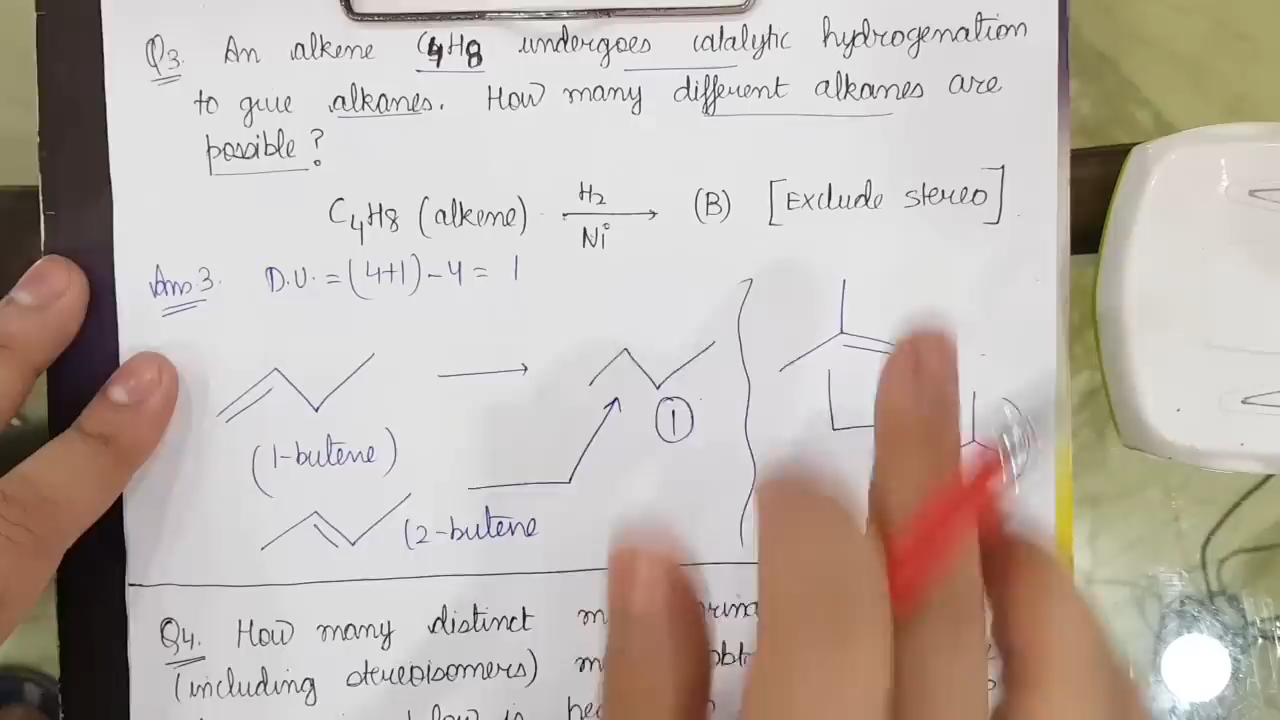 Q3. An alkene C4H8 undergoes catalytic hydrogenation
to give alkanes. How many different alkanes are
possible?
C4H8 (alkene) H2 Ni (B) [Exclude stereo]
Ans.3. D.U. = (4+1) - 4 = 1
1
(1-butene)
(2-butene
Q4. How many distinct
(including stereoisomers)